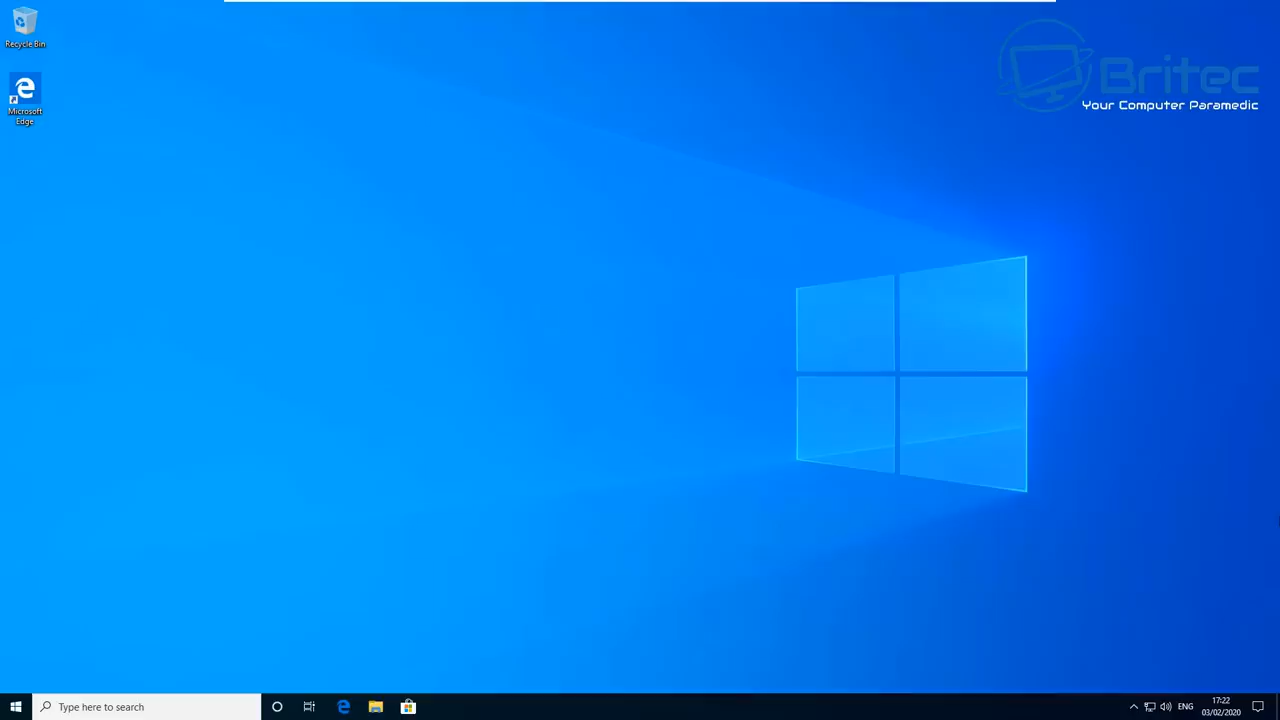 Recycle Bin
Britec
Your Computer Paramedic
Microsoft
Edge
Type here to search
ENG
17:22
03/02/2020